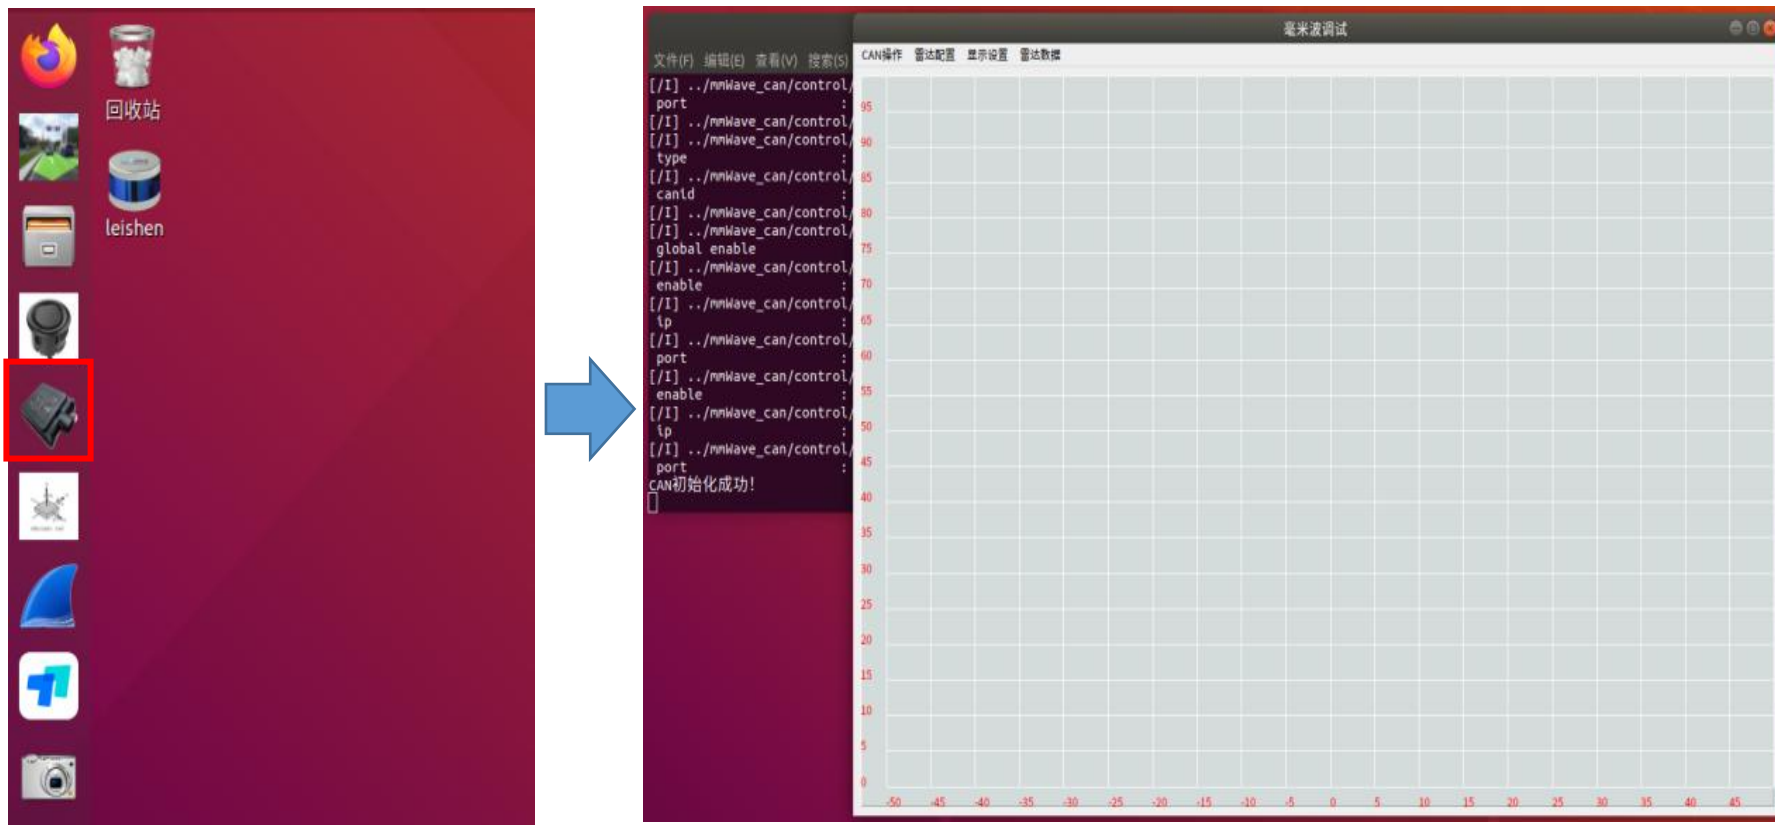 回收站
leishen
毫米波调试
文件(F) 编辑(E) 查看(V) 搜索(S)
CAN操作 雷达配置 显示设置 雷达数据
[/I] ../mmWave_can/control/
port :
[/I] ../mmWave_can/control/
[/I] ../mmWave_can/control/
type :
[/I] ../mmWave_can/control/
canid :
[/I] ../mmWave_can/control/
[/I] ../mmWave_can/control/
global enable
[/I] ../mmWave_can/control/
enable :
[/I] ../mmWave_can/control/
ip :
[/I] ../mmWave_can/control/
port :
[/I] ../mmWave_can/control/
enable :
[/I] ../mmWave_can/control/
ip :
[/I] ../mmWave_can/control/
port :
CAN初始化成功!
95
90
85
80
75
70
65
60
55
50
45
40
35
30
25
20
15
10
5
0
-50 -45 -40 -35 -30 -25 -20 -15 -10 -5 0 5 10 15 20 25 30 35 40 45